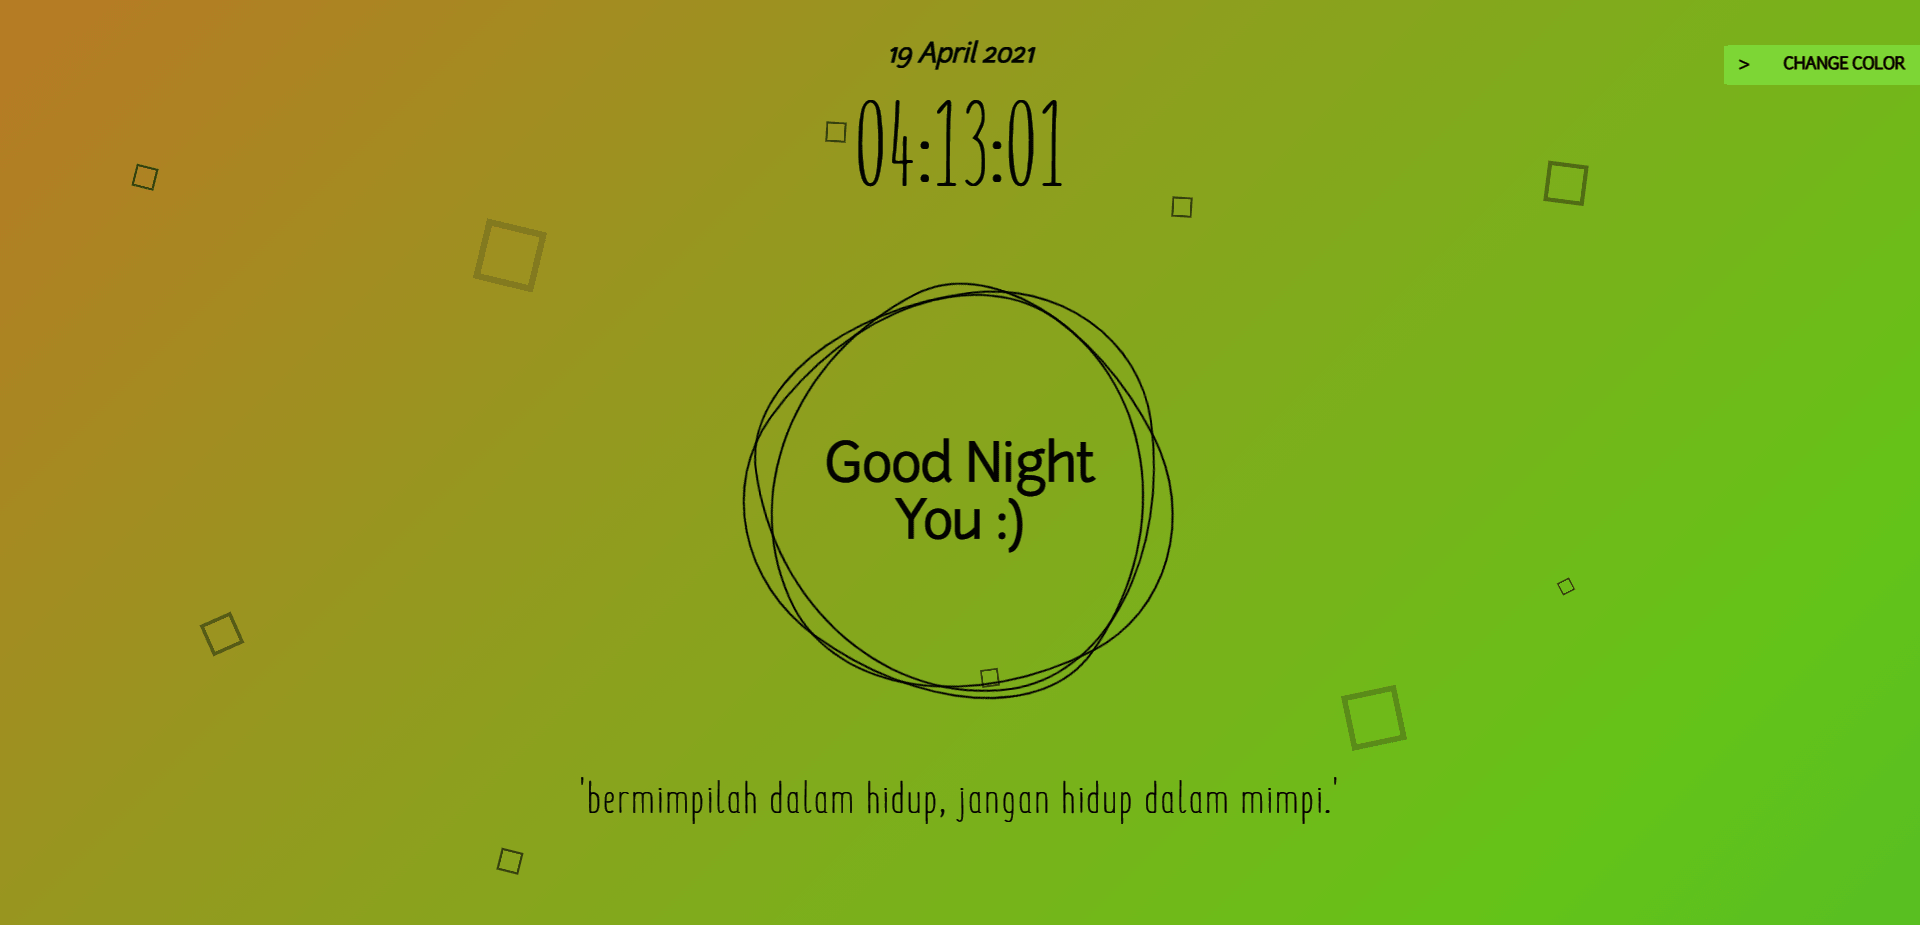 19 April 2021
> CHANGE COLOR
04:13:01
Good Night
You :)
'bermimpilah dalam hidup, jangan hidup dalam mimpi.'